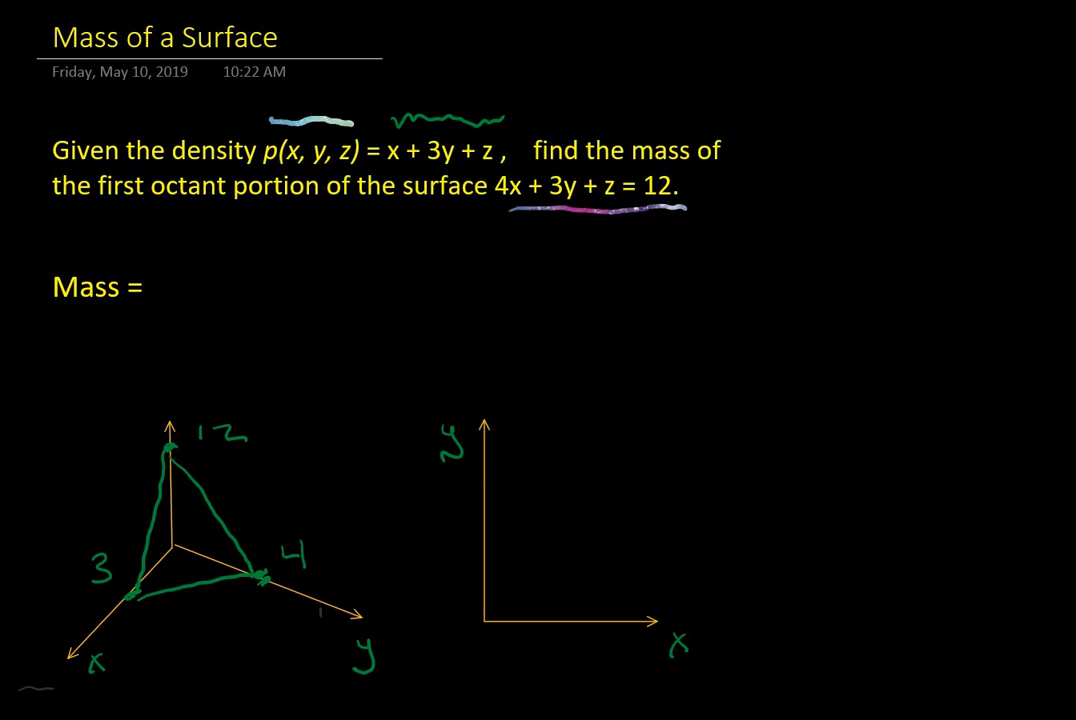 Mass of a Surface
Friday, May 10, 2019 10:22 AM
Given the density p(x, y, z) = x + 3y + z , find the mass of
the first octant portion of the surface 4x + 3y + z = 12.
Mass =
12
3
4
x
y
y
x